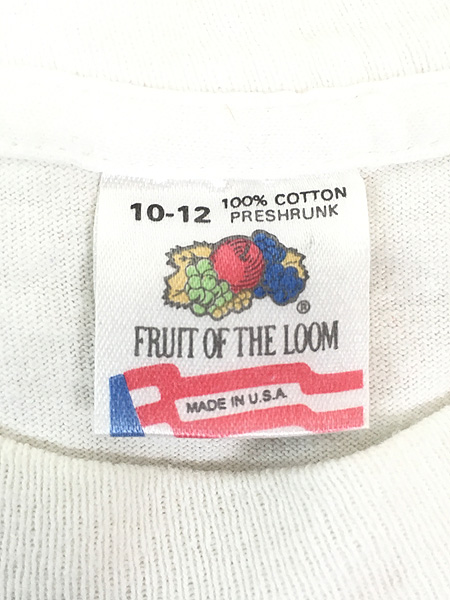 10-12 100% COTTON
PRESHRUNK
®
FRUIT OF THE LOOM
MADE IN U.S.A.